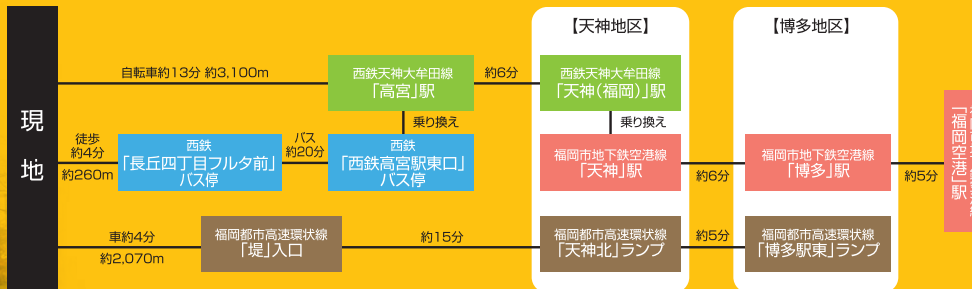 【天神地区】
【博多地区】
現地
自転車約13分 約3,100m
西鉄天神大牟田線
「高宮」駅
約6分
西鉄天神大牟田線
「天神(福岡)」駅
乗り換え
乗り換え
徒歩
約4分
約260m
西鉄
「長丘四丁目フルタ前」
バス停
バス
約20分
西鉄
「西鉄高宮駅東口」
バス停
福岡市地下鉄空港線
「天神」駅
約6分
福岡市地下鉄空港線
「博多」駅
約5分
「福岡空港」駅
車約4分
約2,070m
福岡都市高速環状線
「堤」入口
約15分
福岡都市高速環状線
「天神北」ランプ
約5分
福岡都市高速環状線
「博多駅東」ランプ